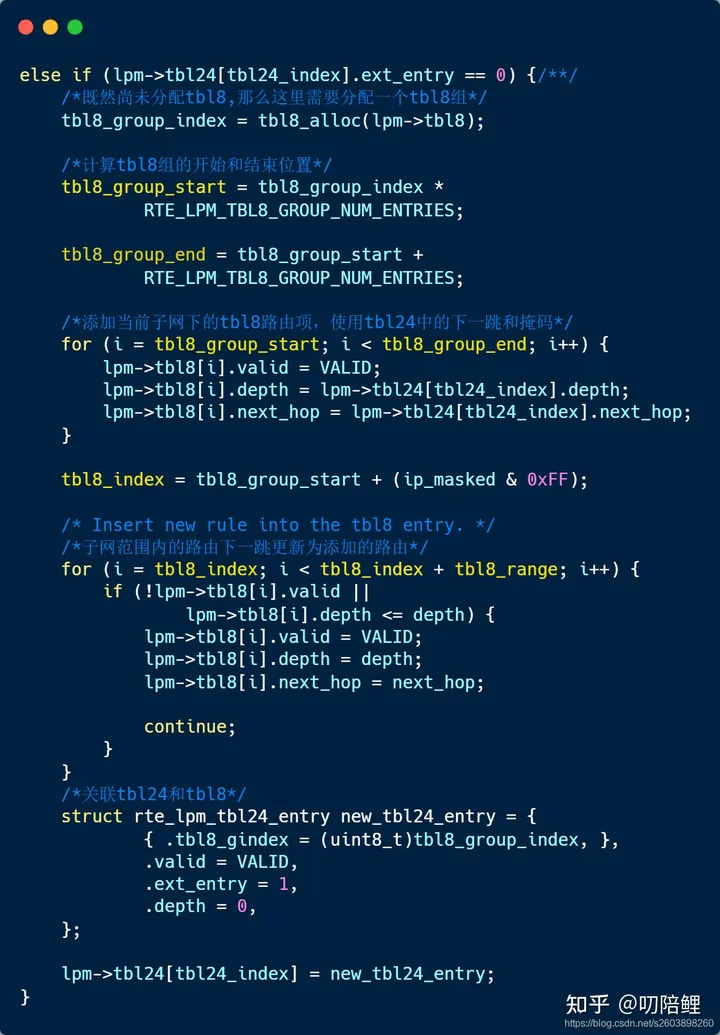 else if (lpm->tbl24[tbl24_index].ext_entry == 0) {/**/
/*既然尚未分配tbl8,那么这里需要分配一个tbl8组*/
tbl8_group_index = tbl8_alloc(lpm->tbl8);
/*计算tbl8组的开始和结束位置*/
tbl8_group_start = tbl8_group_index *
RTE_LPM_TBL8_GROUP_NUM_ENTRIES;
tbl8_group_end = tbl8_group_start +
RTE_LPM_TBL8_GROUP_NUM_ENTRIES;
/*添加当前子网下的tbl8路由项，使用tbl24中的下一跳和掩码*/
for (i = tbl8_group_start; i < tbl8_group_end; i++) {
lpm->tbl8[i].valid = VALID;
lpm->tbl8[i].depth = lpm->tbl24[tbl24_index].depth;
lpm->tbl8[i].next_hop = lpm->tbl24[tbl24_index].next_hop;
}
tbl8_index = tbl8_group_start + (ip_masked & 0xFF);
/* Insert new rule into the tbl8 entry. */
/*子网范围内的路由下一跳更新为添加的路由*/
for (i = tbl8_index; i < tbl8_index + tbl8_range; i++) {
if (!lpm->tbl8[i].valid ||
lpm->tbl8[i].depth <= depth) {
lpm->tbl8[i].valid = VALID;
lpm->tbl8[i].depth = depth;
lpm->tbl8[i].next_hop = next_hop;
continue;
}
}
/*关联tbl24和tbl8*/
struct rte_lpm_tbl24_entry new_tbl24_entry = {
{ .tbl8_gindex = (uint8_t)tbl8_group_index, },
.valid = VALID,
.ext_entry = 1,
.depth = 0,
};
lpm->tbl24[tbl24_index] = new_tbl24_entry;
}
知乎 @叨陪鲤
https://blog.csdn.net/s2603898260